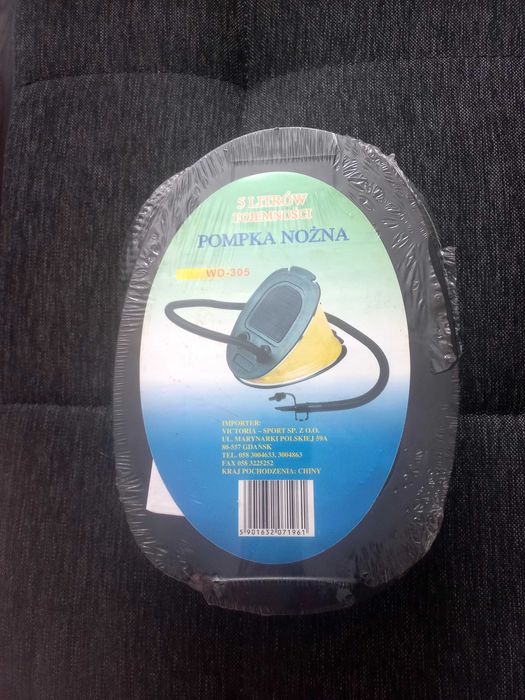 5 LITRÓW
POJEMNOŚCI
POMPKA NOŻNA
WD-305
IMPORTER:
VICTORIA – SPORT SP. Z O.O.
UL. MARYNARKI POLSKIEJ 59A
80-557 GDAŃSK
TEL. 058 3004633, 3004863
FAX 058 3225252
KRAJ POCHODZENIA: CHINY
5 901632 071961